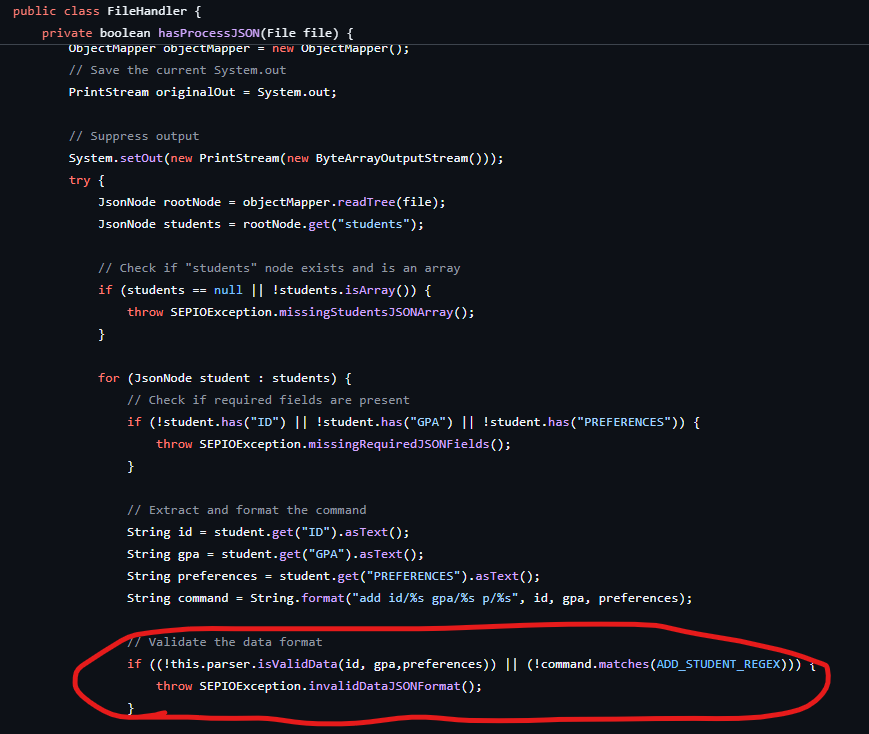 public class FileHandler {
private boolean hasProcessJSON(File file) {
ObjectMapper objectMapper = new ObjectMapper();
// Save the current System.out
PrintStream originalOut = System.out;
// Suppress output
System.setOut(new PrintStream(new ByteArrayOutputStream()));
try {
JsonNode rootNode = objectMapper.readTree(file);
JsonNode students = rootNode.get("students");
// Check if "students" node exists and is an array
if (students == null || !students.isArray()) {
throw SEPIOException.missingStudentsJSONArray();
}
for (JsonNode student : students) {
// Check if required fields are present
if (!student.has("ID") || !student.has("GPA") || !student.has("PREFERENCES")) {
throw SEPIOException.missingRequiredJSONFields();
}
// Extract and format the command
String id = student.get("ID").asText();
String gpa = student.get("GPA").asText();
String preferences = student.get("PREFERENCES").asText();
String command = String.format("add id/%s gpa/%s p/%s", id, gpa, preferences);
// Validate the data format
if ((!this.parser.isValidData(id, gpa,preferences)) || (!command.matches(ADD_STUDENT_REGEX))) {
throw SEPIOException.invalidDataJSONFormat();
}